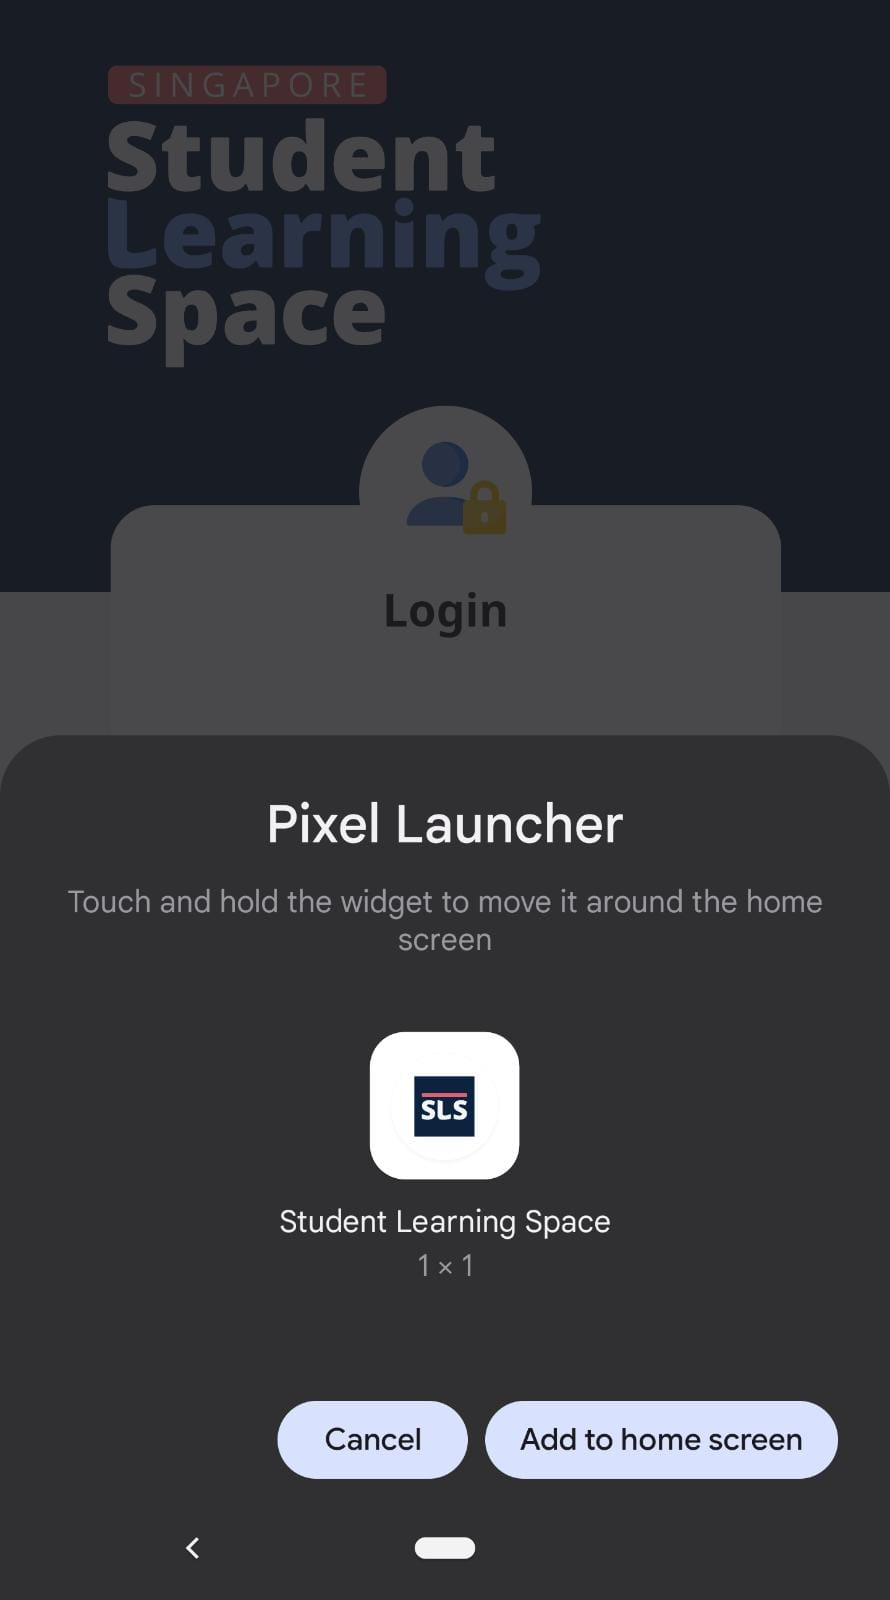 SINGAPORE
Student
Learning
Space
Login
Pixel Launcher
Touch and hold the widget to move it around the home
screen
SLS
Student Learning Space
1 × 1
Cancel
Add to home screen